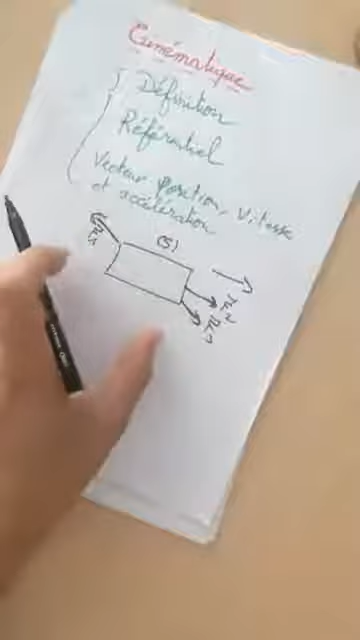 Cinématique
Définition
Référentiel
Vecteur position, vitesse
et accélération
(S)